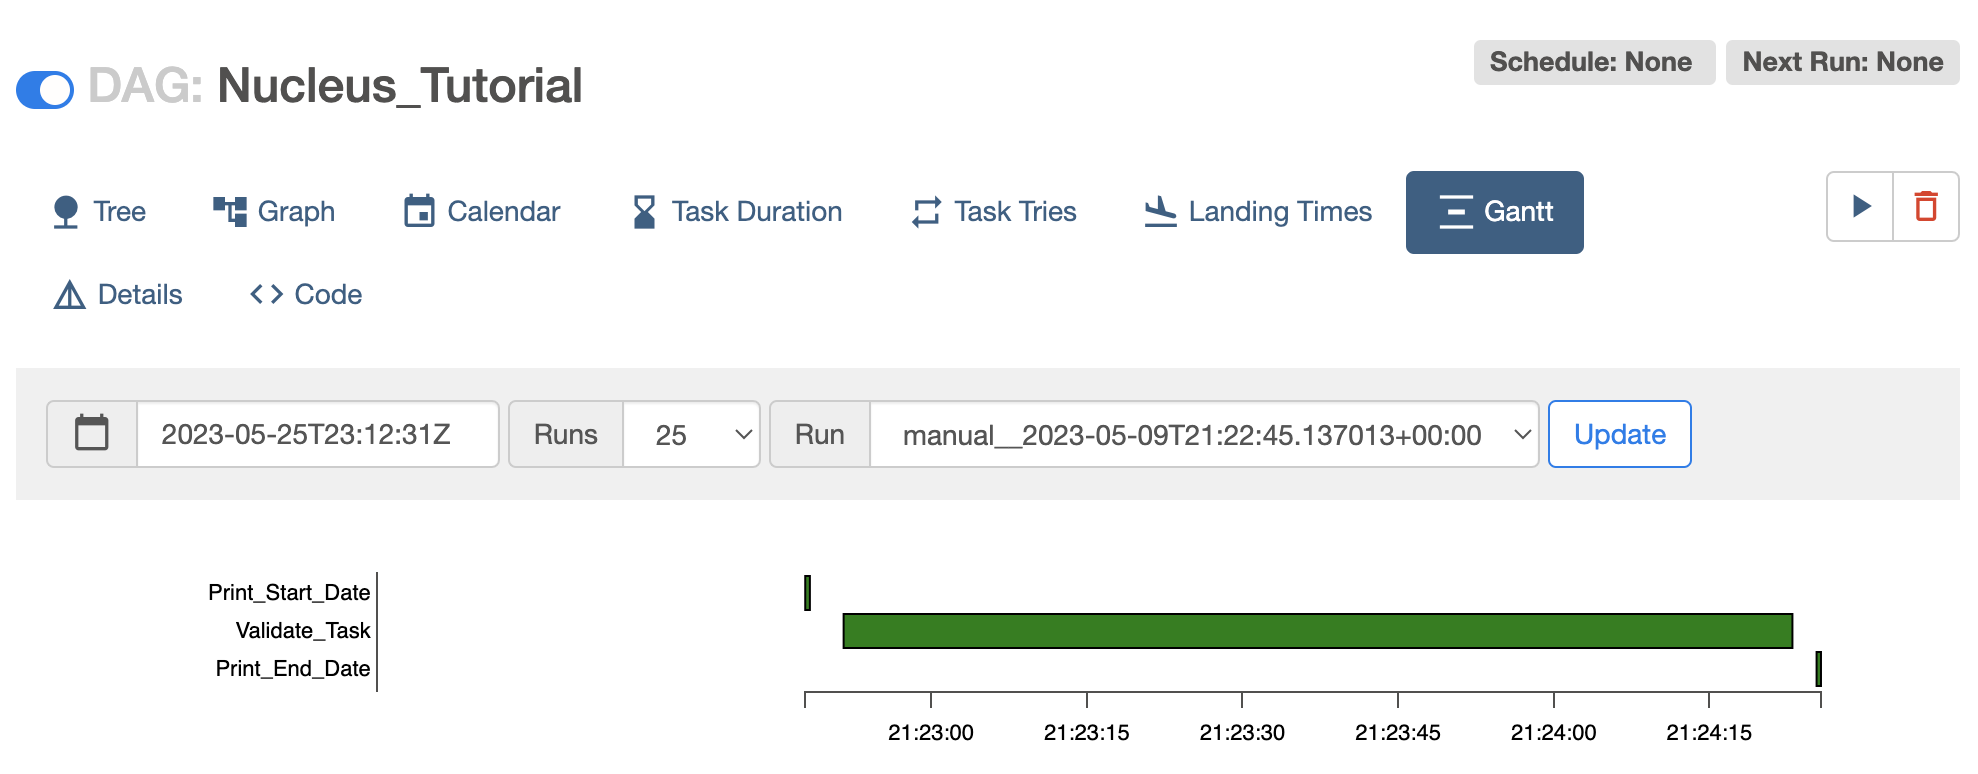 DAG: Nucleus_Tutorial
Schedule: None
Next Run: None
Tree
Graph
Calendar
Task Duration
Task Tries
Landing Times
Gantt
Details
Code
2023-05-25T23:12:31Z
Runs
25
Run
manual__2023-05-09T21:22:45.137013+00:00
Update
Print_Start_Date
Validate_Task
Print_End_Date
21:23:00
21:23:15
21:23:30
21:23:45
21:24:00
21:24:15